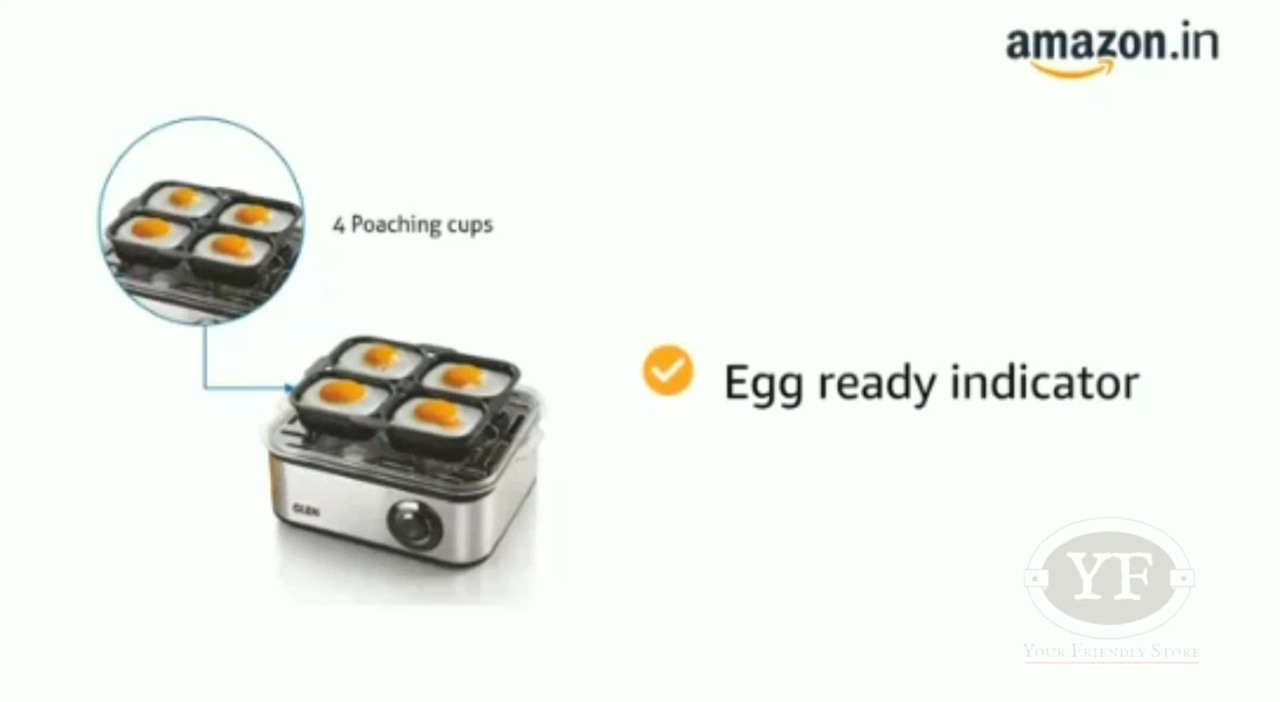 amazon.in
4 Poaching cups
Egg ready indicator
GLEN
YF
Your Friendly Store